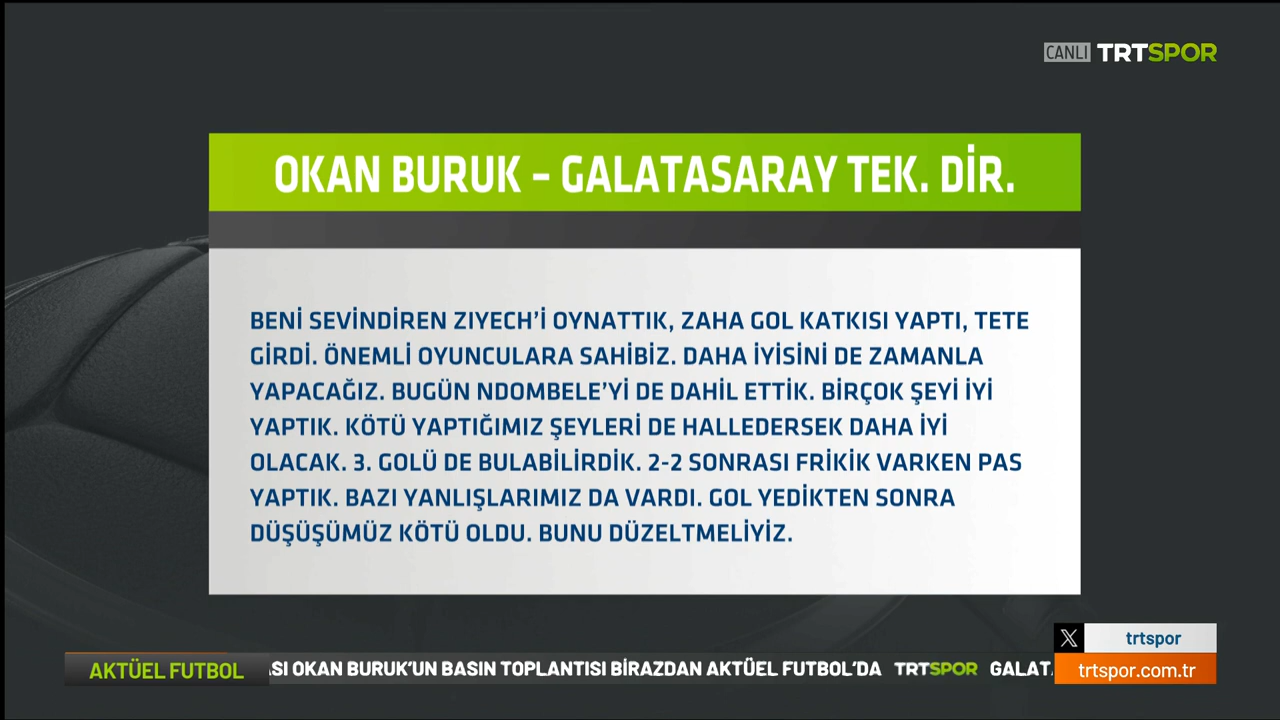 CANLI TRTSPOR
OKAN BURUK – GALATASARAY TEK. DİR.
BENİ SEVİNDİREN ZIYECH'İ OYNATTIK, ZAHA GOL KATKISI YAPTI, TETE
GİRDİ. ÖNEMLİ OYUNCULARA SAHİBİZ. DAHA İYİSİNİ DE ZAMANLA
YAPACAĞIZ. BUGÜN NDOMBELE'Yİ DE DAHİL ETTİK. BİRÇOK ŞEYİ İYİ
YAPTIK. KÖTÜ YAPTIĞIMIZ ŞEYLERİ DE HALLEDERSEK DAHA İYİ
OLACAK. 3. GOLÜ DE BULABİLİRDİK. 2-2 SONRASI FRİKİK VARKEN PAS
YAPTIK. BAZI YANLIŞLARIMIZ DA VARDI. GOL YEDİKTEN SONRA
DÜŞÜŞÜMÜZ KÖTÜ OLDU. BUNU DÜZELTMELİYİZ.
X trtspor
AKTÜEL FUTBOL ASI OKAN BURUK'UN BASIN TOPLANTISI BİRAZDAN AKTÜEL FUTBOL'DA TRTSPOR GALATA
trtspor.com.tr